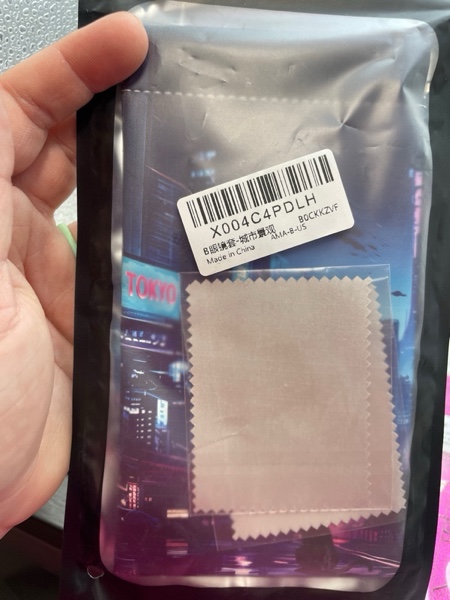 X004C4PDLH
B眼镜套-城市景观 B0CKKZVF
Made in China AMA-B-US
TOKYO